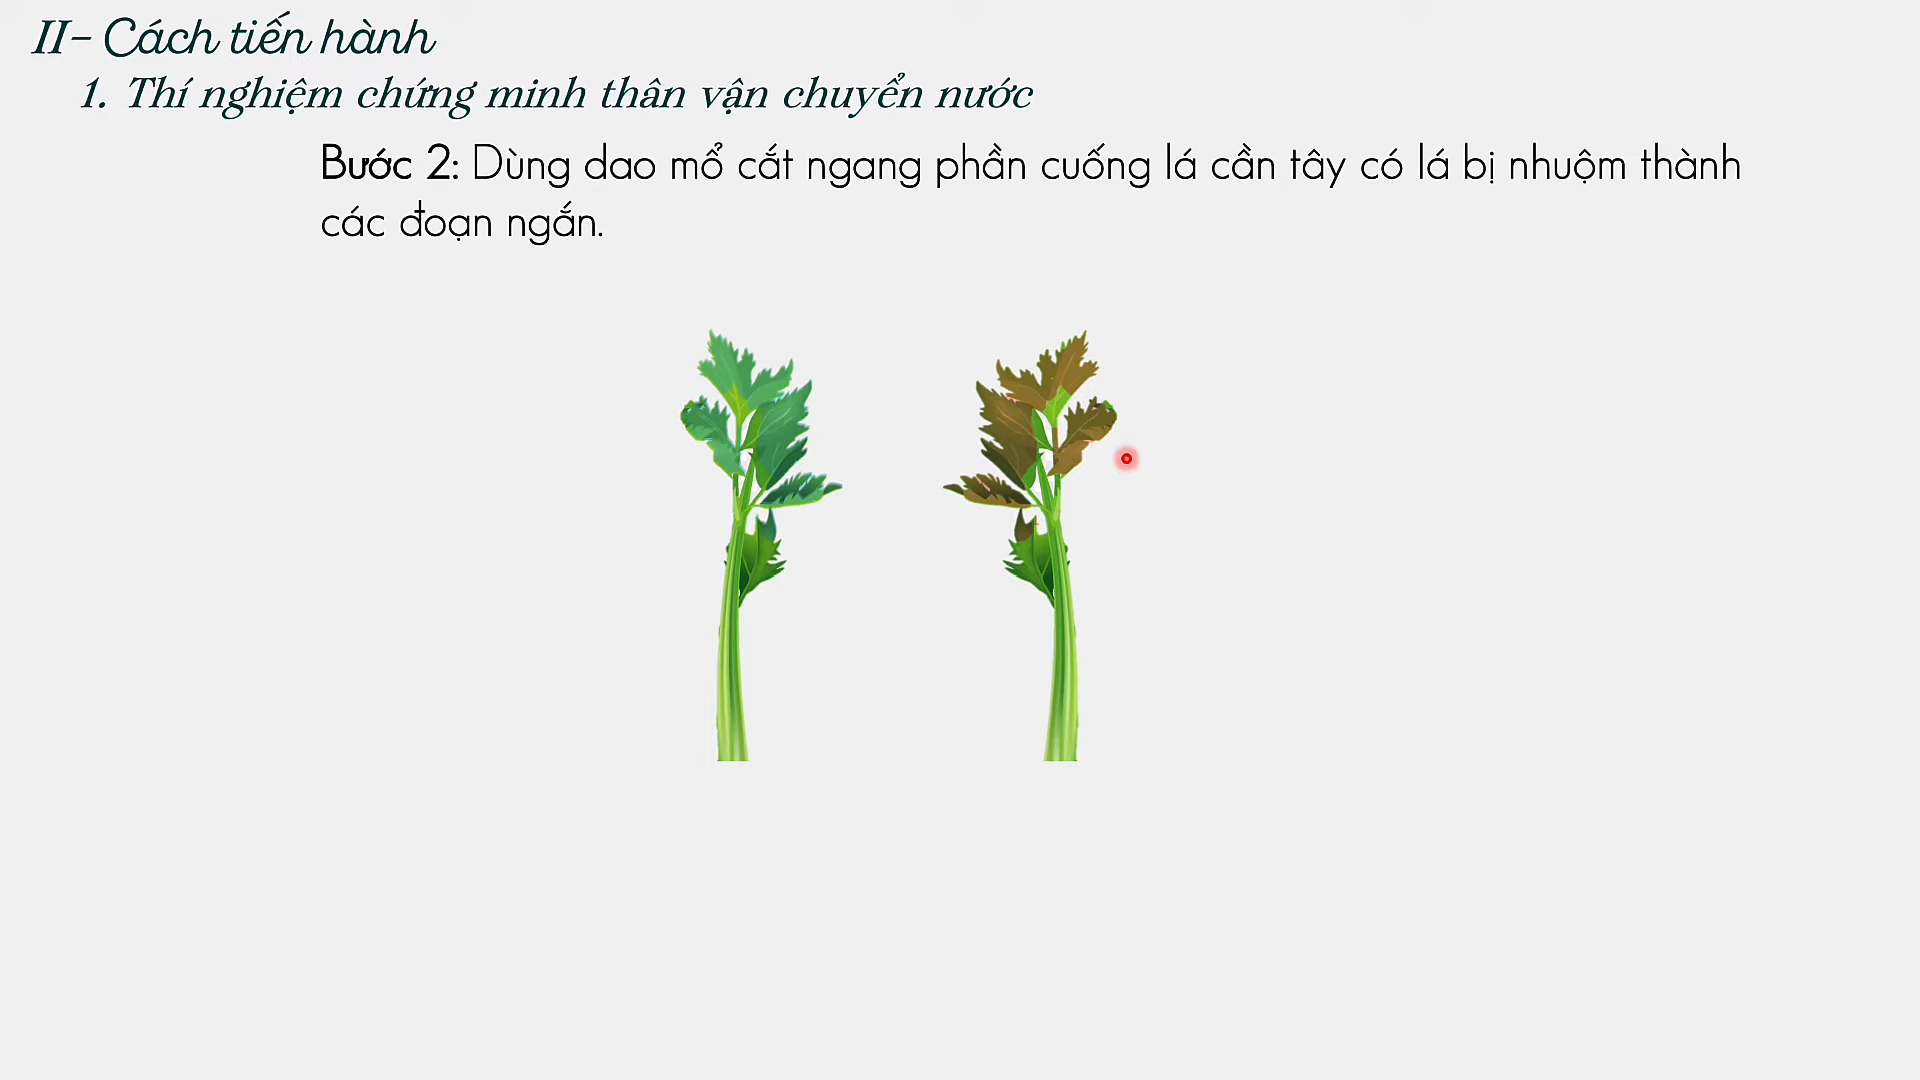 II- Cách tiến hành
1. Thí nghiệm chứng minh thân vận chuyển nước
Bước 2: Dùng dao mổ cắt ngang phần cuống lá cần tây có lá bị nhuộm thành
các đoạn ngắn.